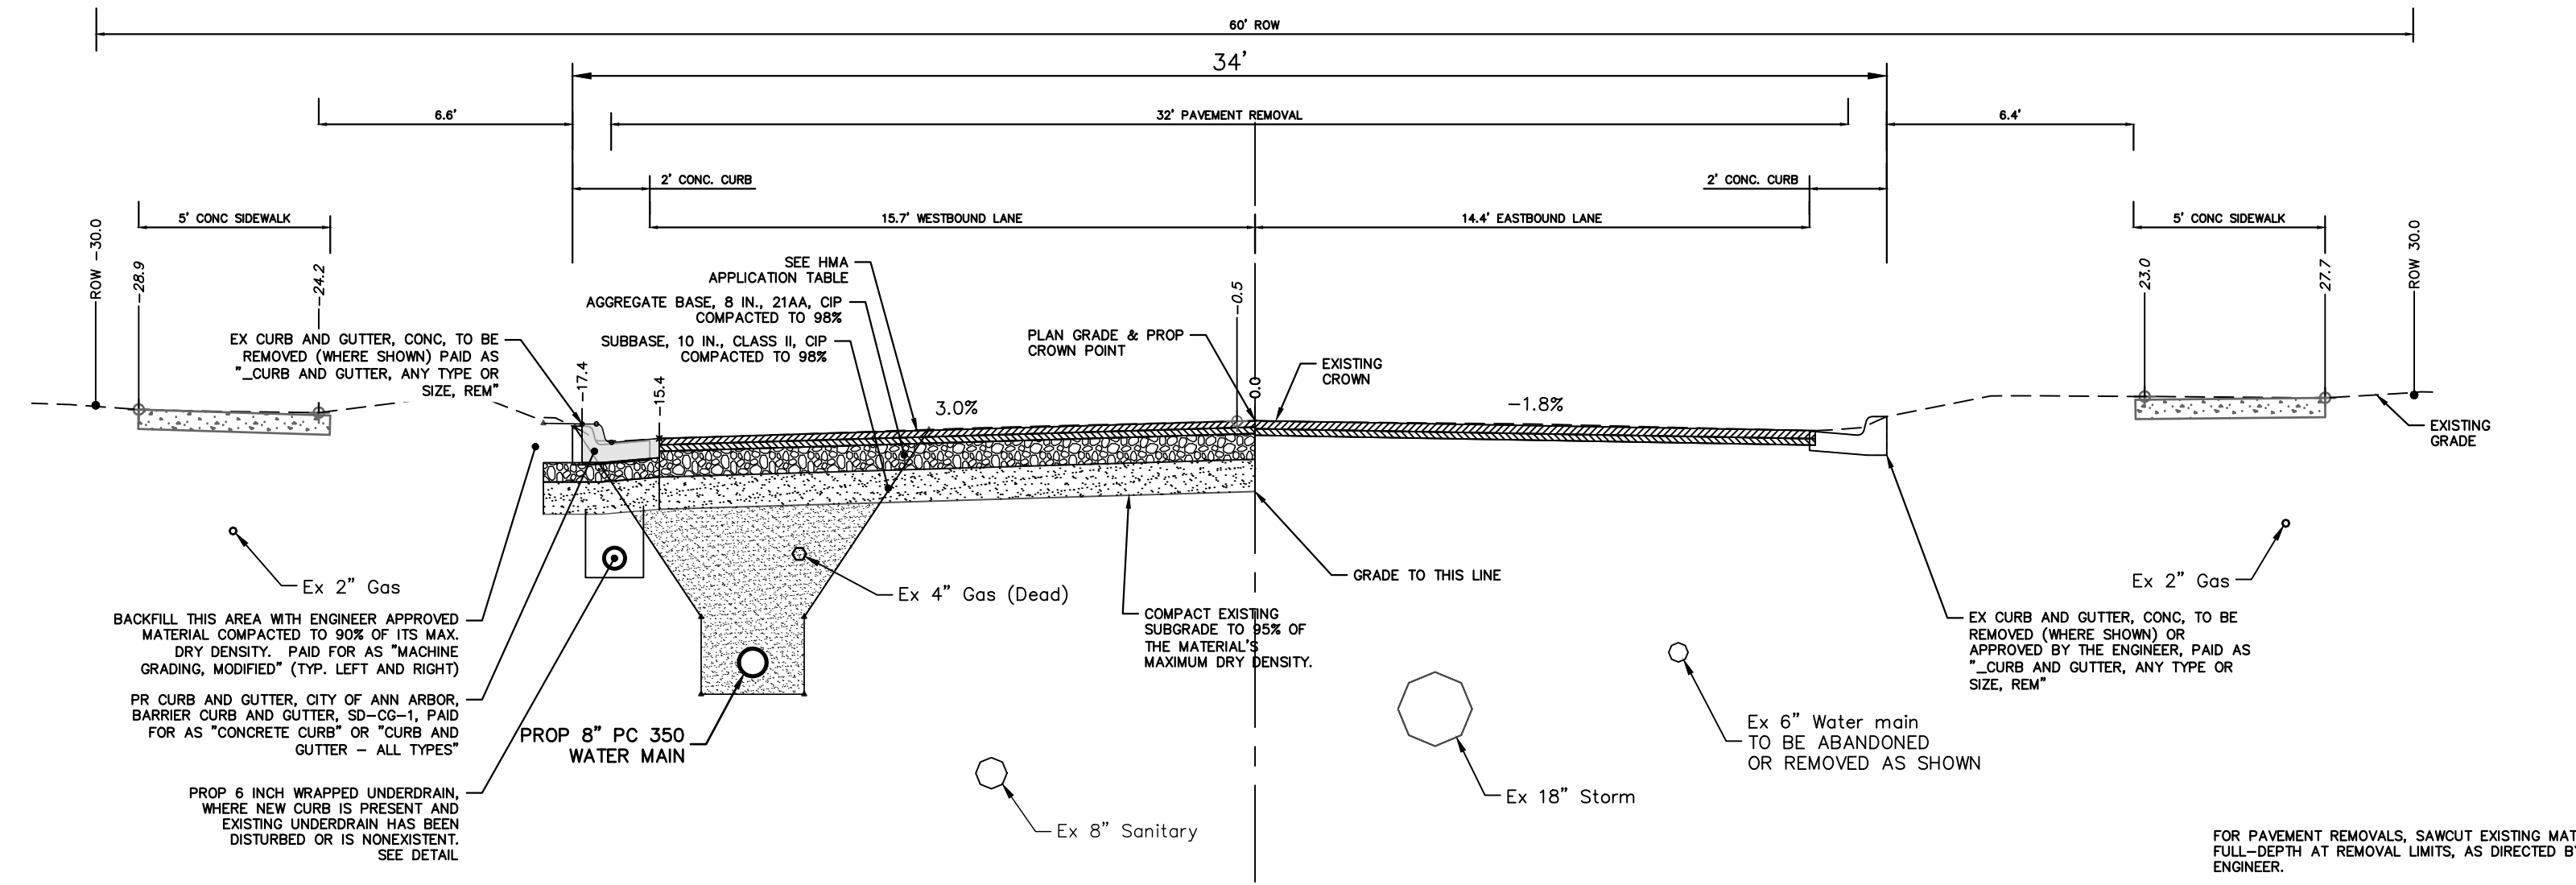 60' ROW
34'
6.6'
32' PAVEMENT REMOVAL
6.4'
2' CONC. CURB
2' CONC. CURB
5' CONC SIDEWALK
15.7' WESTBOUND LANE
14.4' EASTBOUND LANE
5' CONC SIDEWALK
ROW -30.0
-28.9
-24.2
-17.4
-15.4
-0.5
0.0
23.0
27.7
ROW 30.0
SEE HMA
APPLICATION TABLE
AGGREGATE BASE, 8 IN., 21AA, CIP
COMPACTED TO 98%
SUBBASE, 10 IN., CLASS II, CIP
COMPACTED TO 98%
EX CURB AND GUTTER, CONC, TO BE
REMOVED (WHERE SHOWN) PAID AS
"_CURB AND GUTTER, ANY TYPE OR
SIZE, REM"
PLAN GRADE & PROP
CROWN POINT
EXISTING
CROWN
3.0%
-1.8%
EXISTING
GRADE
Ex 2" Gas
Ex 4" Gas (Dead)
GRADE TO THIS LINE
Ex 2" Gas
BACKFILL THIS AREA WITH ENGINEER APPROVED
MATERIAL COMPACTED TO 90% OF ITS MAX.
DRY DENSITY. PAID FOR AS "MACHINE
GRADING, MODIFIED" (TYP. LEFT AND RIGHT)
COMPACT EXISTING
SUBGRADE TO 95% OF
THE MATERIAL'S
MAXIMUM DRY DENSITY.
EX CURB AND GUTTER, CONC, TO BE
REMOVED (WHERE SHOWN) OR
APPROVED BY THE ENGINEER, PAID AS
"_CURB AND GUTTER, ANY TYPE OR
SIZE, REM"
PR CURB AND GUTTER, CITY OF ANN ARBOR,
BARRIER CURB AND GUTTER, SD-CG-1, PAID
FOR AS "CONCRETE CURB" OR "CURB AND
GUTTER - ALL TYPES"
PROP 8" PC 350
WATER MAIN
Ex 6" Water main
TO BE ABANDONED
OR REMOVED AS SHOWN
PROP 6 INCH WRAPPED UNDERDRAIN,
WHERE NEW CURB IS PRESENT AND
EXISTING UNDERDRAIN HAS BEEN
DISTURBED OR IS NONEXISTENT.
SEE DETAIL
Ex 18" Storm
Ex 8" Sanitary
FOR PAVEMENT REMOVALS, SAWCUT EXISTING MAT
FULL-DEPTH AT REMOVAL LIMITS, AS DIRECTED BY
ENGINEER.